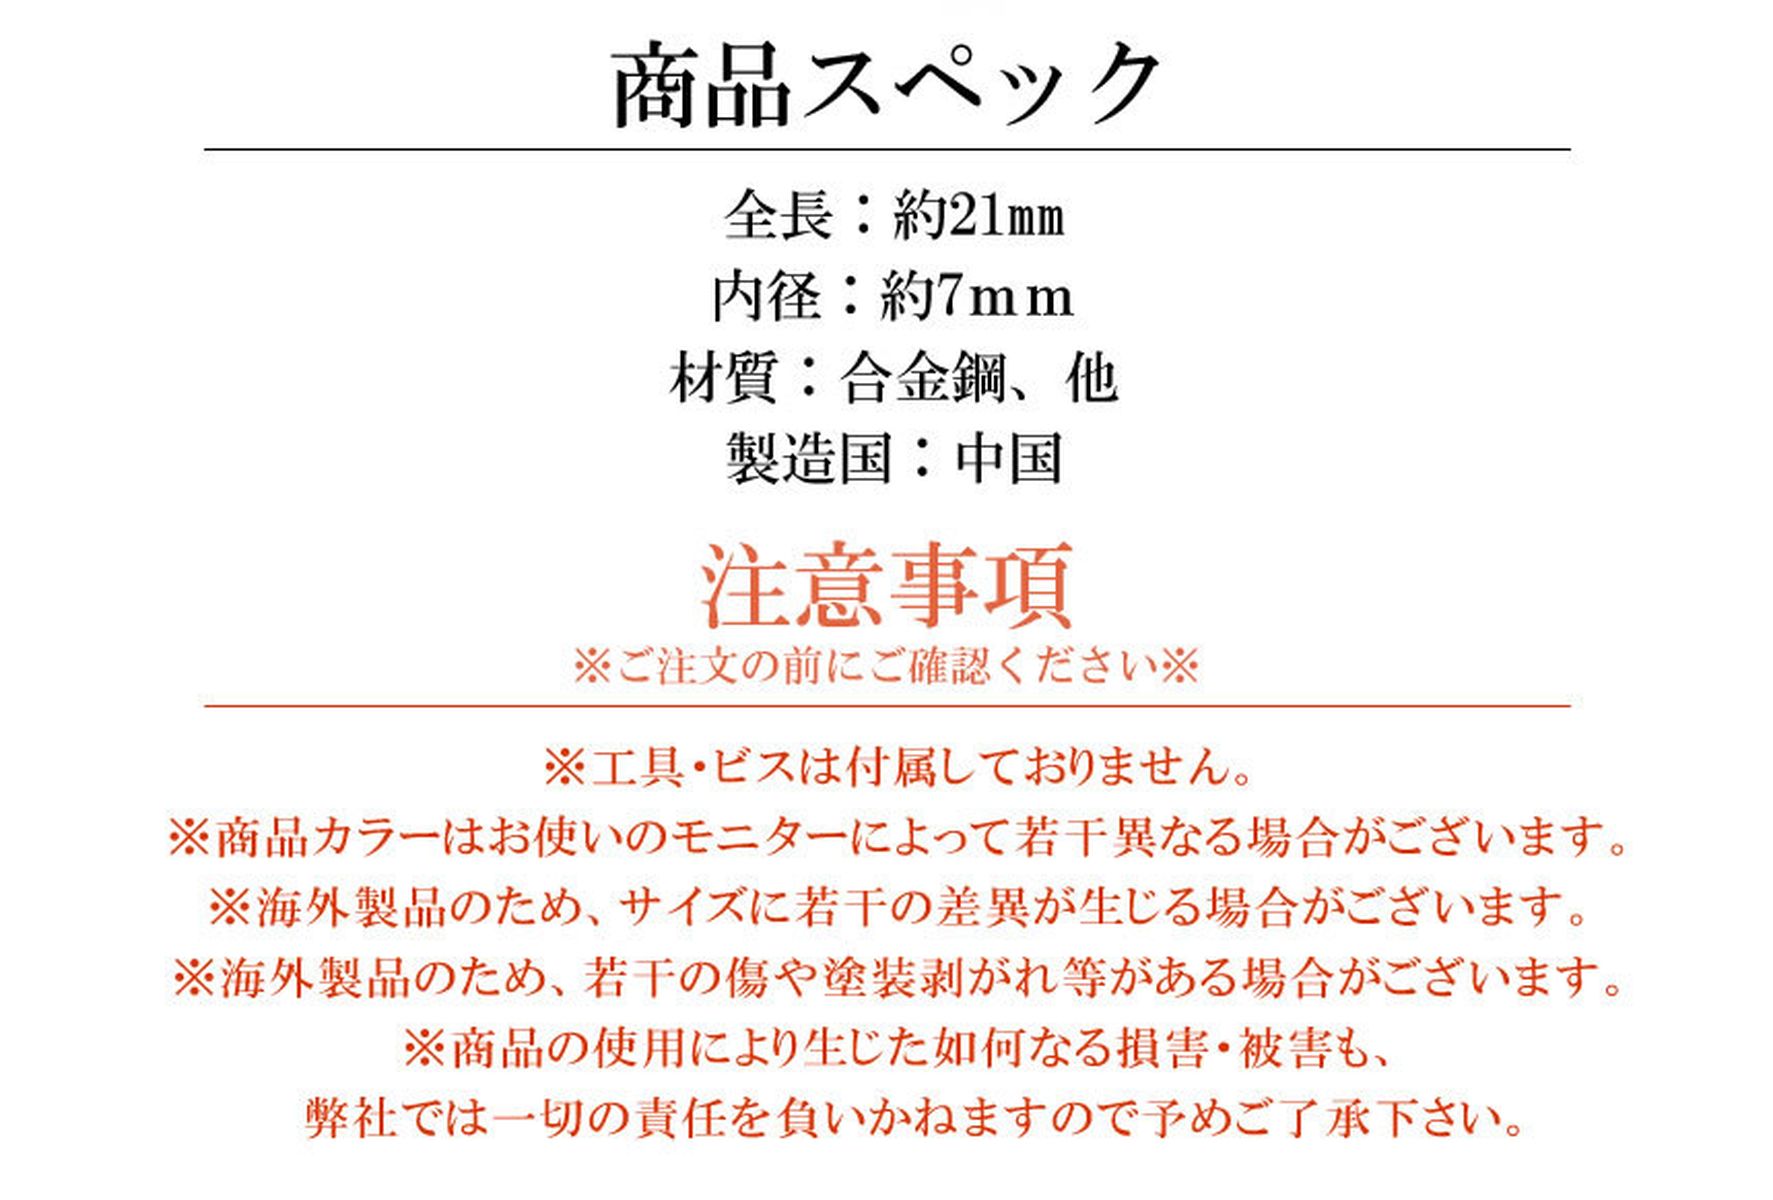 商品スペック
全長：約21㎜
内径：約7ｍｍ
材質：合金鋼、他
製造国：中国
注意事項
※ご注文の前にご確認ください※
※工具・ビスは付属しておりません。
※商品カラーはお使いのモニターによって若干異なる場合がございます。
※海外製品のため、サイズに若干の差異が生じる場合がございます。
※海外製品のため、若干の傷や塗装剥がれ等がある場合がございます。
※商品の使用により生じた如何なる損害・被害も、
弊社では一切の責任を負いかねますので予めご了承下さい。